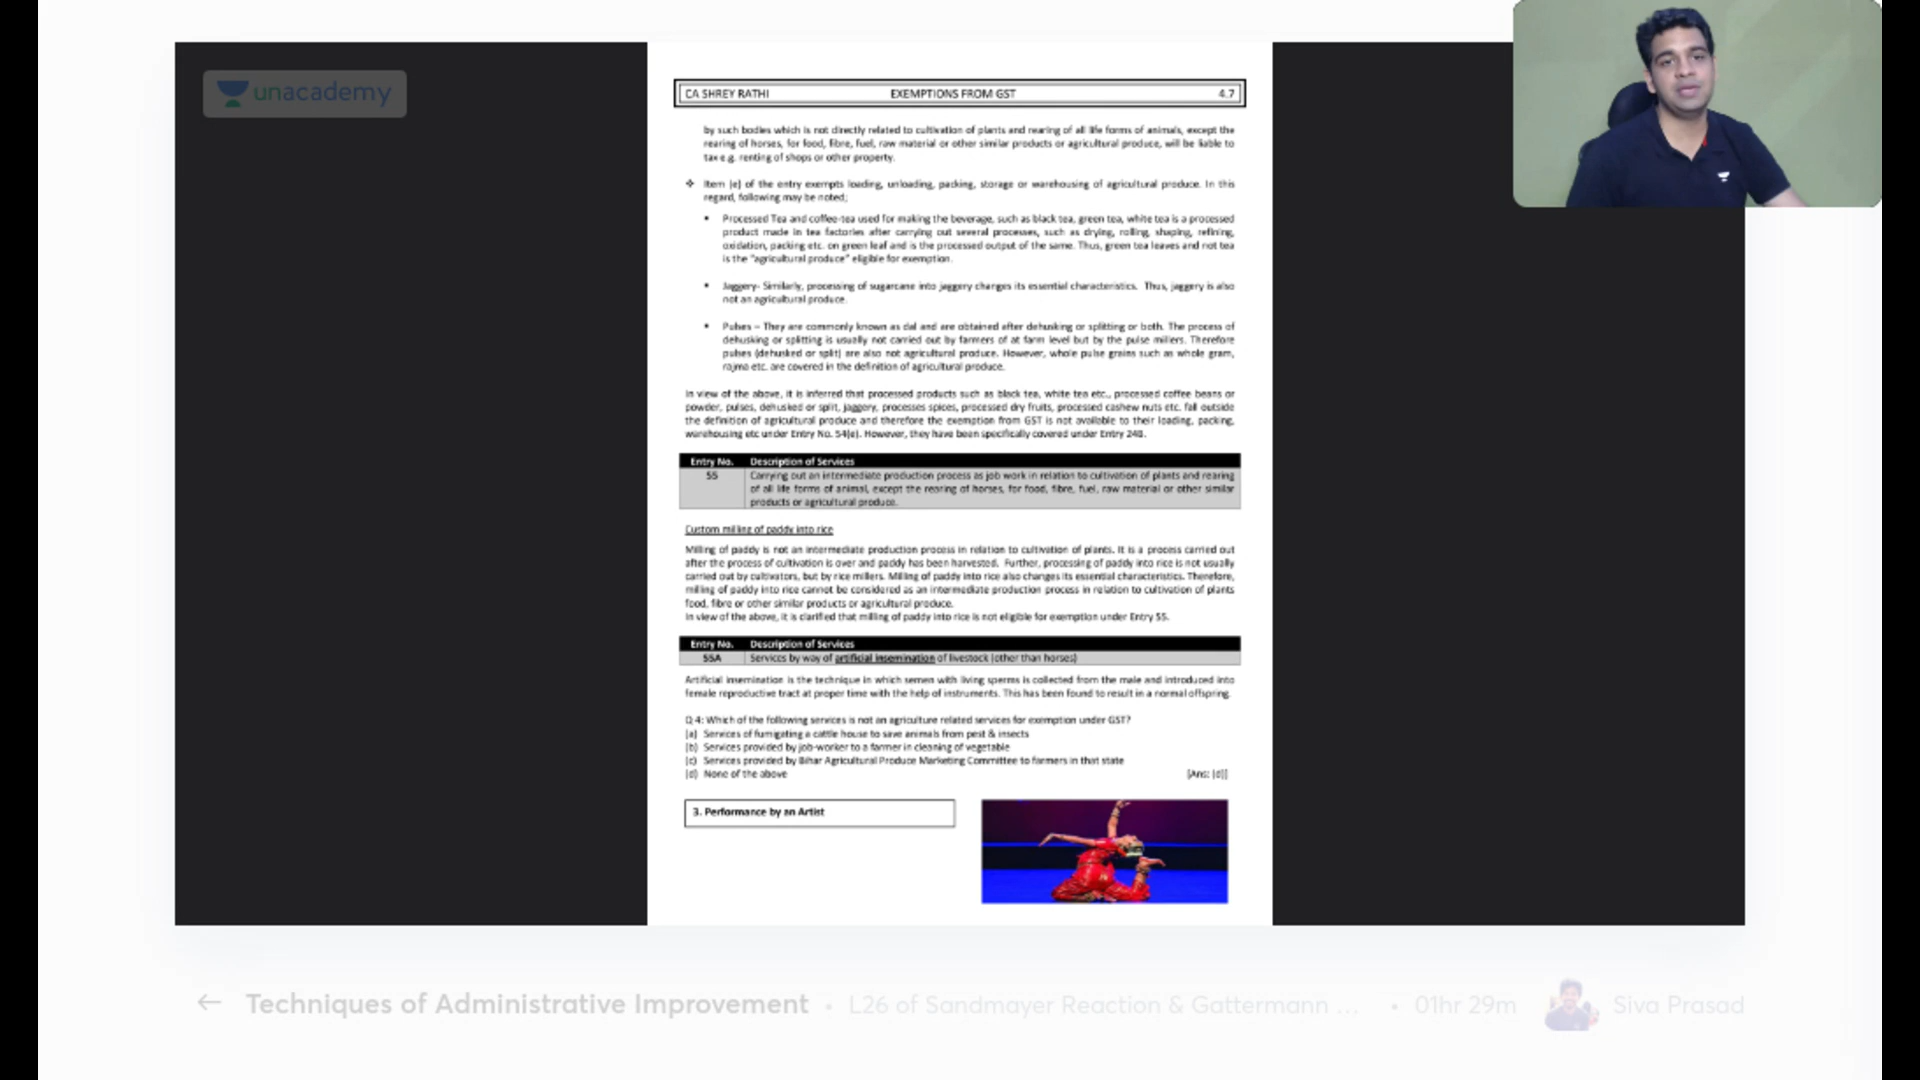 unacademy
CA SHREY RATHI EXEMPTIONS FROM GST 4.7
by such bodies which is not directly related to cultivation of plants and rearing of all life forms of animals, except the
rearing of horses, for food, fibre, fuel, raw material or other similar products or agricultural produce, will be liable to
tax e.g. renting of shops or other property.
❖ Item (e) of the entry exempts loading, unloading, packing, storage or warehousing of agricultural produce. In this
regard, following may be noted;
▪ Processed Tea and coffee-tea used for making the beverage, such as black tea, green tea, white tea is a processed
product made in tea factories after carrying out several processes, such as drying, rolling, shaping, refining,
oxidation, packing etc. on green leaf and is the processed output of the same. Thus, green tea leaves and not tea
is the "agricultural produce" eligible for exemption.
▪ Jaggery- Similarly, processing of sugarcane into jaggery changes its essential characteristics. Thus, jaggery is also
not an agricultural produce.
▪ Pulses – They are commonly known as dal and are obtained after dehusking or splitting or both. The process of
dehusking or splitting is usually not carried out by farmers of at farm level but by the pulse millers. Therefore
pulses (dehusked or split) are also not agricultural produce. However, whole pulse grains such as whole gram,
rajma etc. are covered in the definition of agricultural produce.
In view of the above, it is inferred that processed products such as black tea, white tea etc., processed coffee beans or
powder, pulses, dehusked or split, jaggery, processes spices, processed dry fruits, processed cashew nuts etc. fall outside
the definition of agricultural produce and therefore the exemption from GST is not available to their loading, packing,
warehousing etc under Entry No. 54(e). However, they have been specifically covered under Entry 24B.
Entry No. Description of Services
55 Carrying out an intermediate production process as job work in relation to cultivation of plants and rearing
of all life forms of animal, except the rearing of horses, for food, fibre, fuel, raw material or other similar
products or agricultural produce.
Custom milling of paddy into rice
Milling of paddy is not an intermediate production process in relation to cultivation of plants. It is a process carried out
after the process of cultivation is over and paddy has been harvested. Further, processing of paddy into rice is not usually
carried out by cultivators, but by rice millers. Milling of paddy into rice also changes its essential characteristics. Therefore,
milling of paddy into rice cannot be considered as an intermediate production process in relation to cultivation of plants
food, fibre or other similar products or agricultural produce.
In view of the above, it is clarified that milling of paddy into rice is not eligible for exemption under Entry 55.
Entry No. Description of Services
55A Services by way of artificial insemination of livestock (other than horses)
Artificial insemination is the technique in which semen with living sperms is collected from the male and introduced into
female reproductive tract at proper time with the help of instruments. This has been found to result in a normal offspring.
Q 4: Which of the following services is not an agriculture related services for exemption under GST?
(a) Services of fumigating a cattle house to save animals from pest & insects
(b) Services provided by job-worker to a farmer in cleaning of vegetable
(c) Services provided by Bihar Agricultural Produce Marketing Committee to farmers in that state
(d) None of the above [Ans: (d)]
3. Performance by an Artist
← Techniques of Administrative Improvement • L26 of Sandmayer Reaction & Gattermann ... • 01hr 29m Siva Prasad